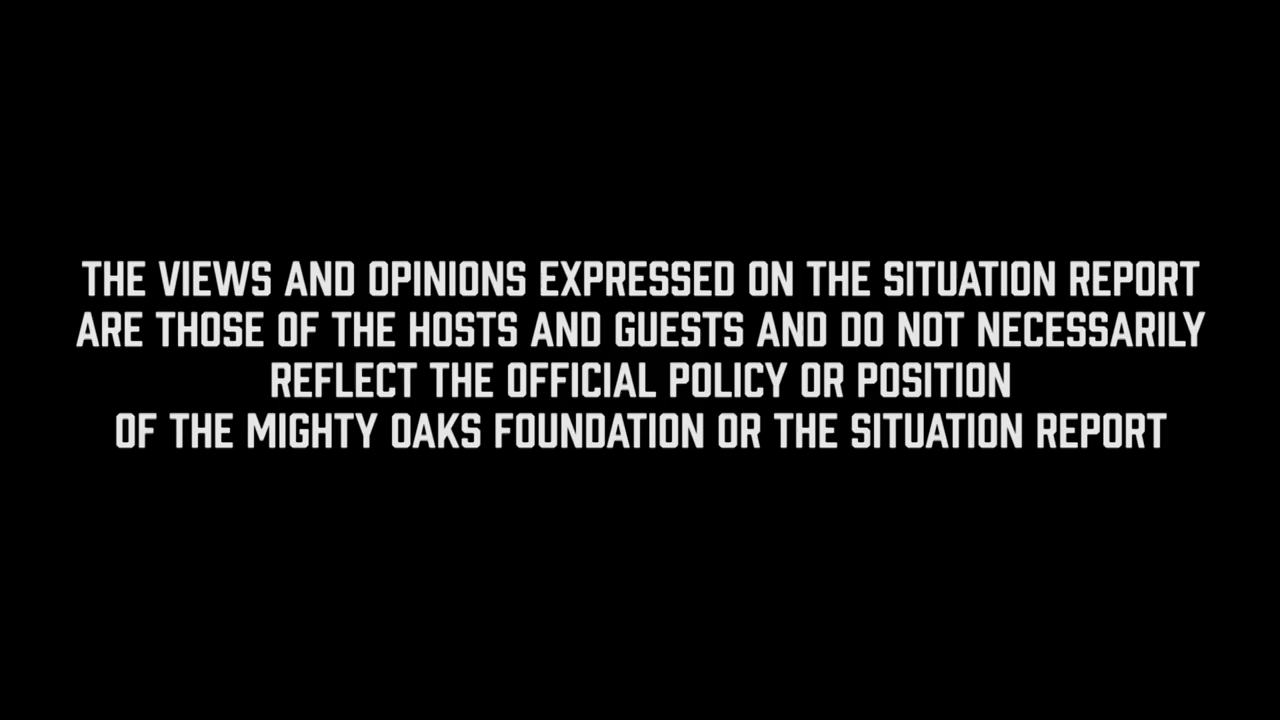 THE VIEWS AND OPINIONS EXPRESSED ON THE SITUATION REPORT
ARE THOSE OF THE HOSTS AND GUESTS AND DO NOT NECESSARILY
REFLECT THE OFFICIAL POLICY OR POSITION
OF THE MIGHTY OAKS FOUNDATION OR THE SITUATION REPORT